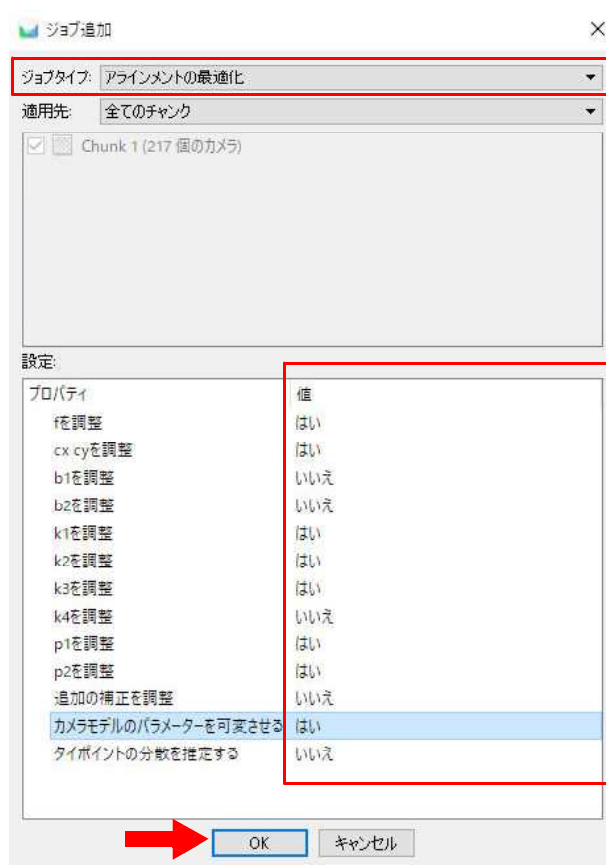 ジョブ追加
ジョブタイプ: アラインメントの最適化
適用先: 全てのチャンク
Chunk 1 (217 個のカメラ)
設定:
プロパティ 値
fを調整 はい
cx cyを調整 はい
b1を調整 いいえ
b2を調整 いいえ
k1を調整 はい
k2を調整 はい
k3を調整 はい
k4を調整 いいえ
p1を調整 はい
p2を調整 はい
追加の補正を調整 いいえ
カメラモデルのパラメーターを可変させる はい
タイポイントの分散を推定する いいえ
OK キャンセル